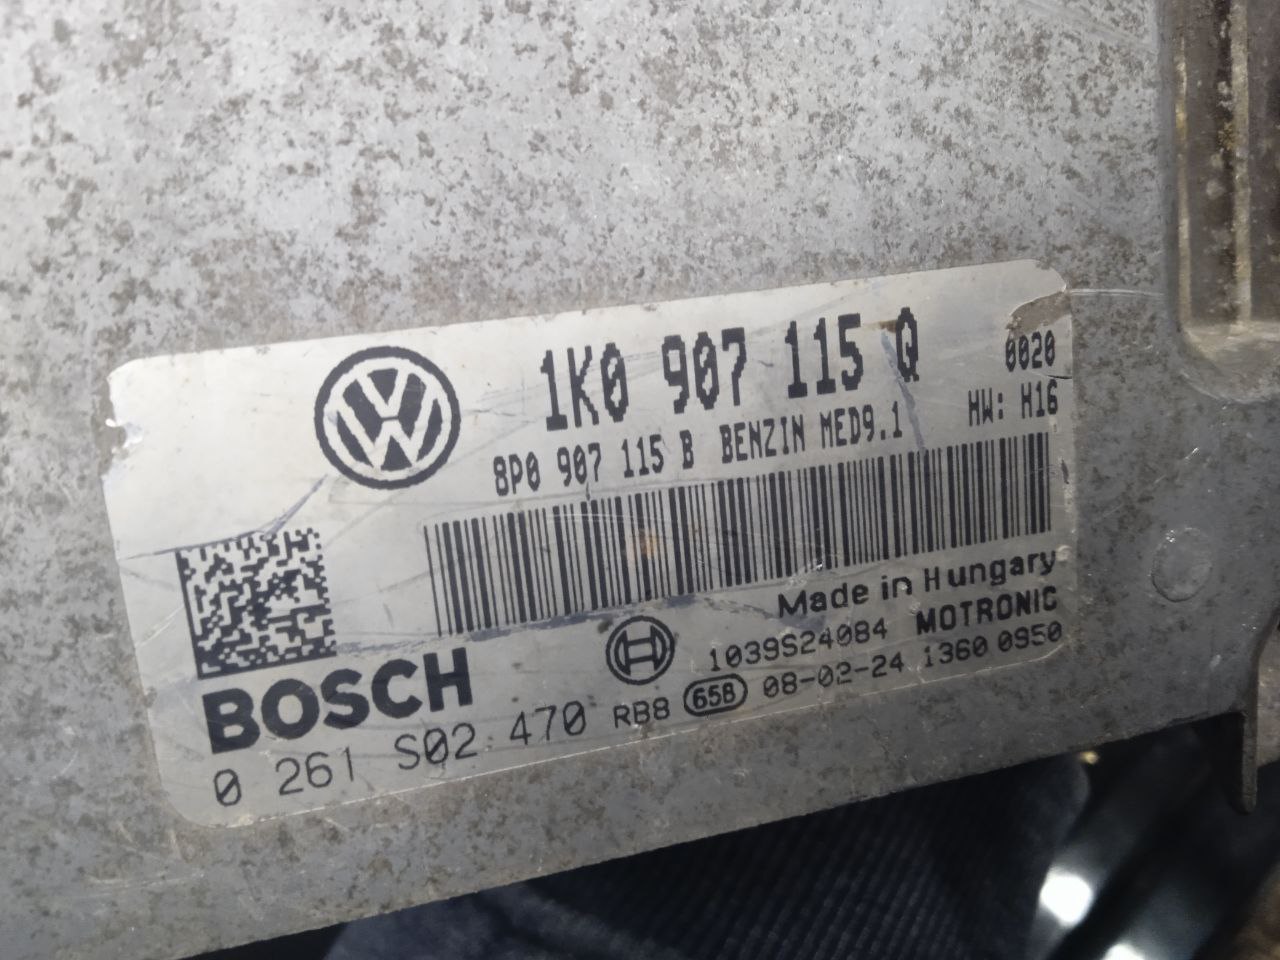 1K0 907 115 Q 0020
8P0 907 115 B BENZIN MED9.1 HW: H16
Made in Hungary
BOSCH 1039S24084 MOTRONIC
0 261 S02 470 RB8 658 08-02-24 1360 0950